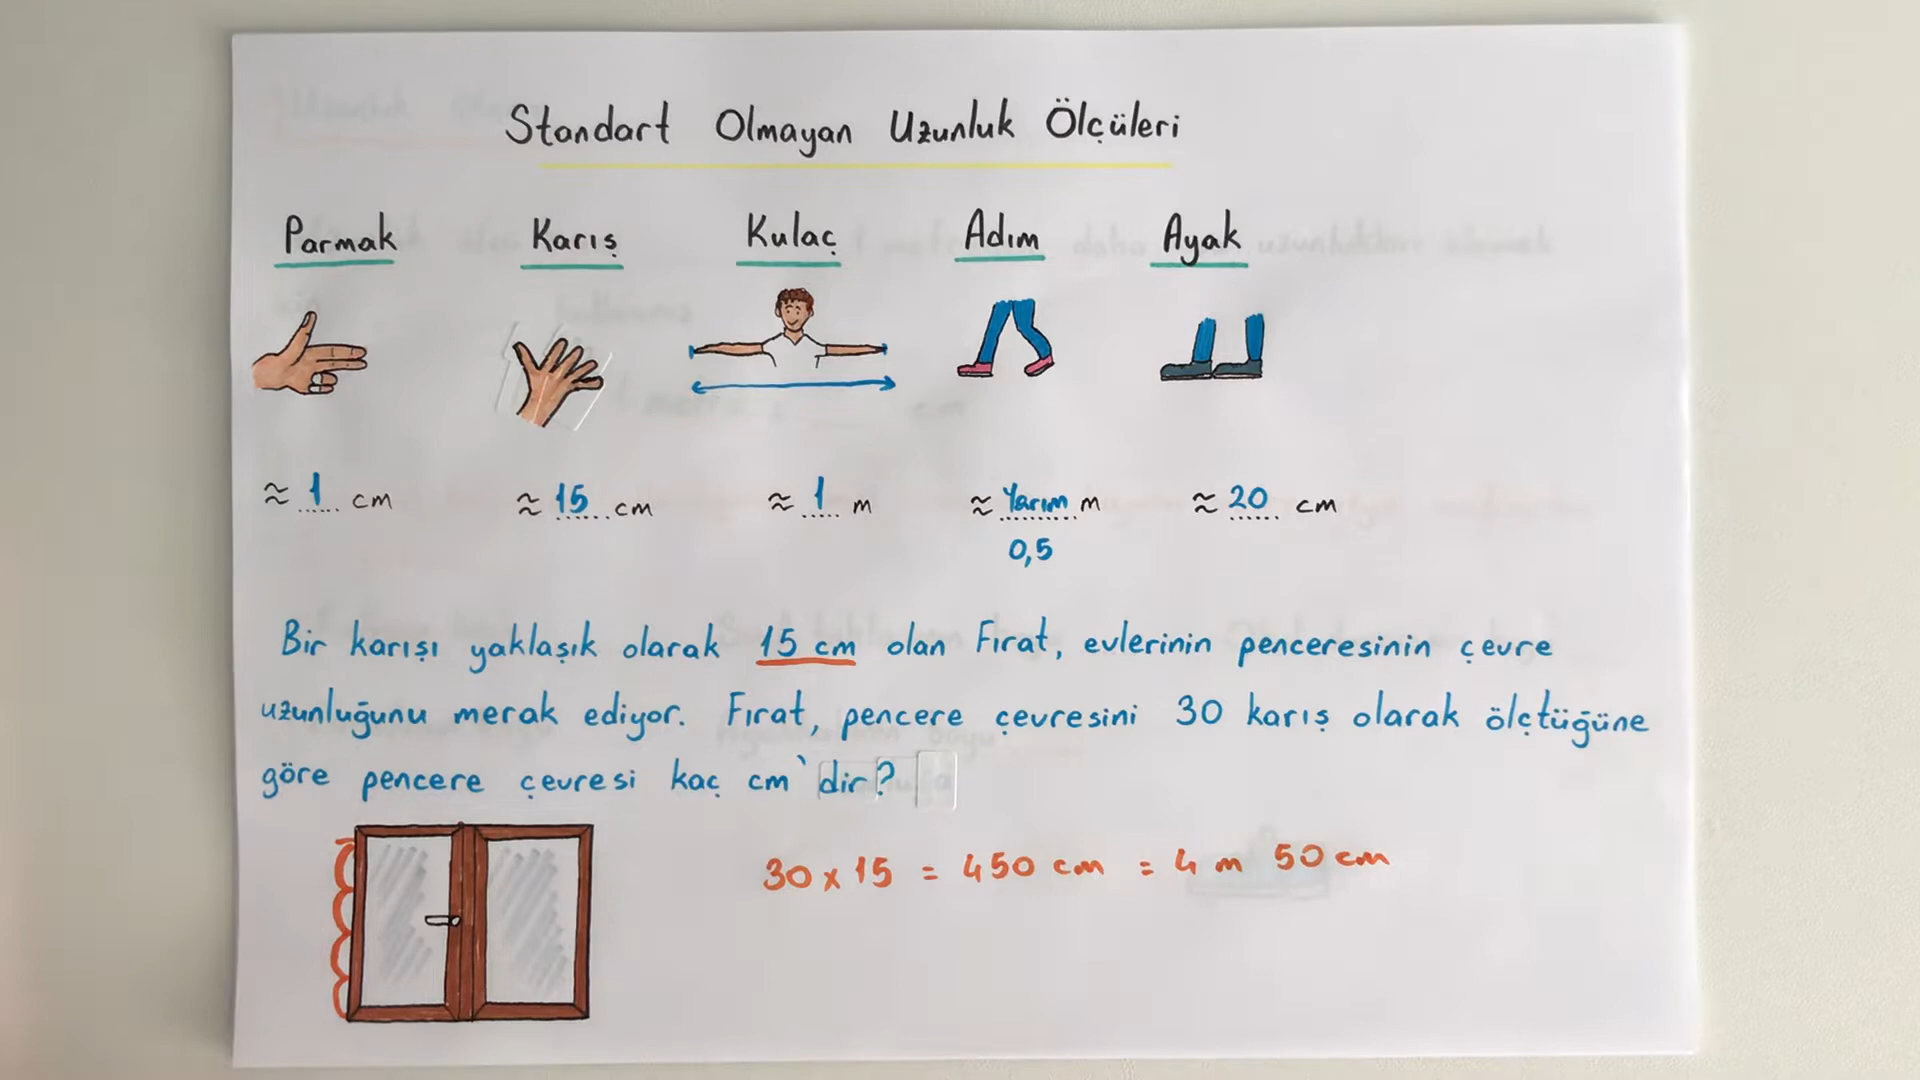 Standart Olmayan Uzunluk Ölçüleri
Parmak Karış Kulaç Adım Ayak
≈ 1 cm ≈ 15 cm ≈ 1 m ≈ Yarım m ≈ 20 cm
0,5
Bir karışı yaklaşık olarak 15 cm olan Fırat, evlerinin penceresinin çevre
uzunluğunu merak ediyor. Fırat, pencere çevresini 30 karış olarak ölçtüğüne
göre pencere çevresi kaç cm`dir?
30 x 15 = 450 cm = 4 m 50 cm